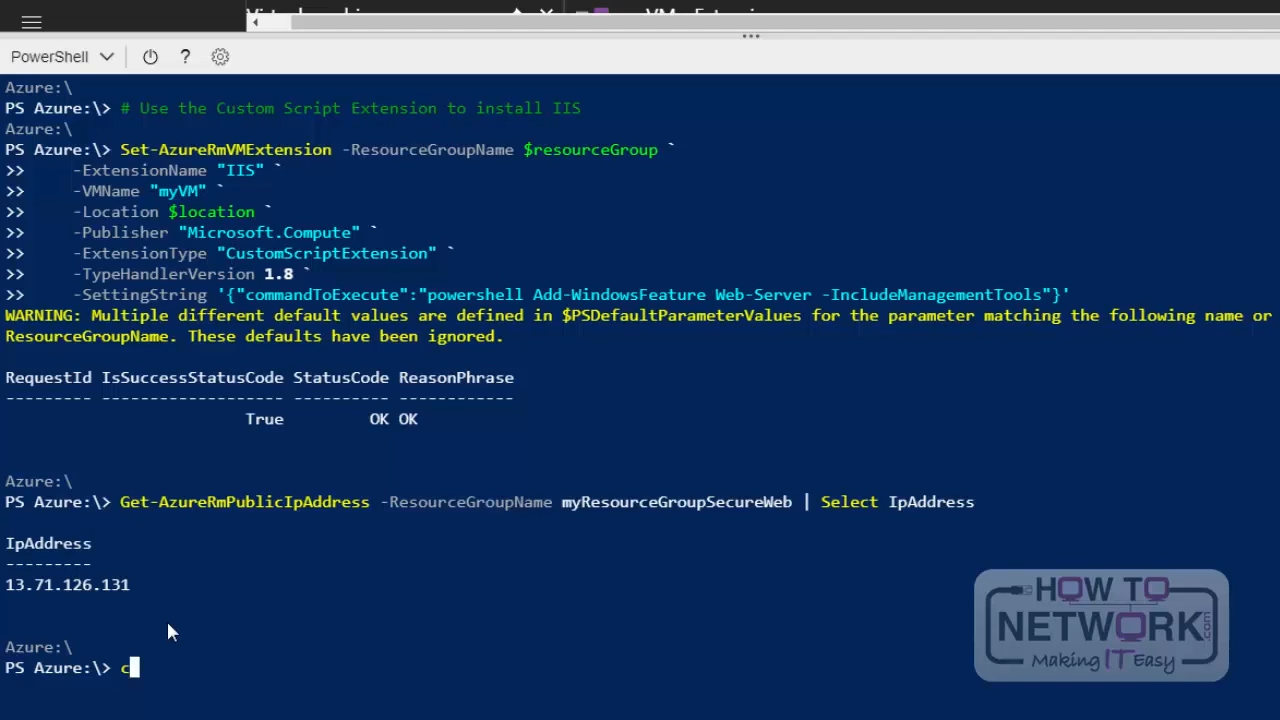 PowerShell
?
Azure:\
PS Azure:\> # Use the Custom Script Extension to install IIS
Azure:\
PS Azure:\> Set-AzureRmVMExtension -ResourceGroupName $resourceGroup `
>>     -ExtensionName "IIS" `
>>     -VMName "myVM" `
>>     -Location $location `
>>     -Publisher "Microsoft.Compute" `
>>     -ExtensionType "CustomScriptExtension" `
>>     -TypeHandlerVersion 1.8 `
>>     -SettingString '{"commandToExecute":"powershell Add-WindowsFeature Web-Server -IncludeManagementTools"}'
WARNING: Multiple different default values are defined in $PSDefaultParameterValues for the parameter matching the following name or
ResourceGroupName. These defaults have been ignored.
RequestId IsSuccessStatusCode StatusCode ReasonPhrase
--------- ------------------- ---------- ------------
True OK OK
Azure:\
PS Azure:\> Get-AzureRmPublicIpAddress -ResourceGroupName myResourceGroupSecureWeb | Select IpAddress
IpAddress
---------
13.71.126.131
Azure:\
PS Azure:\> c
HOW TO
NETWORK.com
Making IT Easy